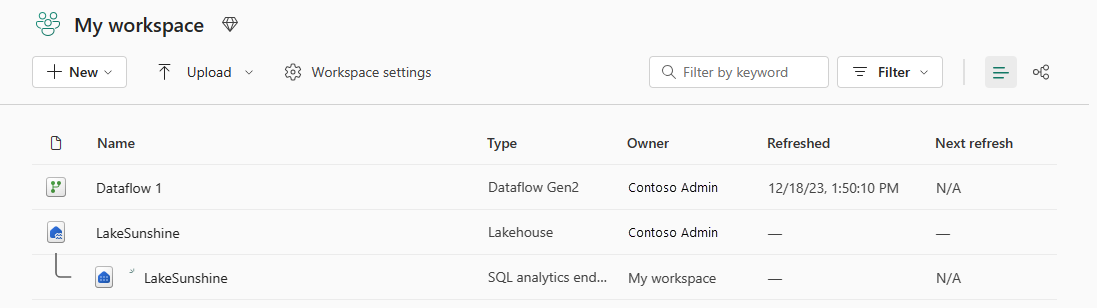 My workspace
New Upload Workspace settings Filter by keyword Filter
Name Type Owner Refreshed Next refresh
Dataflow 1 Dataflow Gen2 Contoso Admin 12/18/23, 1:50:10 PM N/A
LakeSunshine Lakehouse Contoso Admin — —
LakeSunshine SQL analytics end... My workspace — N/A